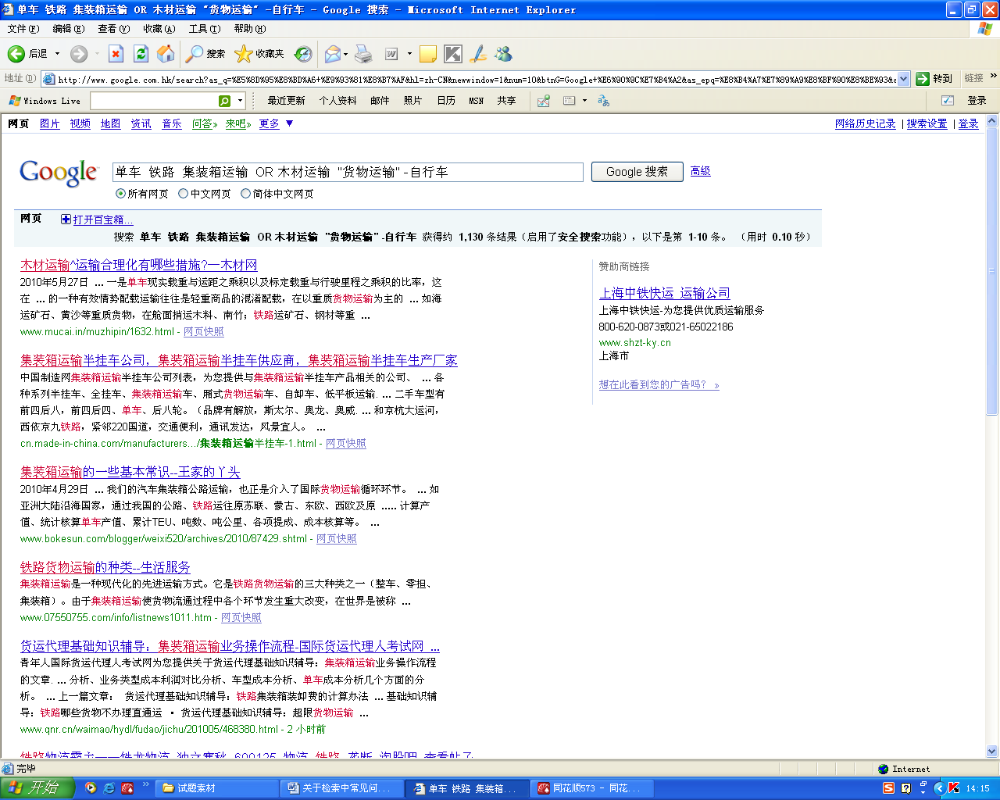 单车 铁路 集装箱运输 OR 木材运输 "货物运输" -自行车 - Google 搜索 - Microsoft Internet Explorer
文件(F) 编辑(E) 查看(V) 收藏(A) 工具(T) 帮助(H)
后退 搜索 收藏夹
地址(D) http://www.google.com.hk/search?as_q=%E5%8D%95%E8%BD%A6+%E9%93%81%E8%B7%AF&hl=zh-CN&newwindow=1&num=10&btnG=Google+%E6%90%9C%E7%B4%A2&as_epq=%E8%B4%A7%E7%89%A9%E8%BF%90%E8%BE%93& 转到 链接 »
Windows Live 最近更新 个人资料 邮件 照片 日历 MSN 共享 登录
网页 图片 视频 地图 资讯 音乐 问答» 来吧» 更多 ▼ 网络历史记录 | 搜索设置 | 登录
Google 单车 铁路 集装箱运输 OR 木材运输 "货物运输" -自行车 Google 搜索 高级
所有网页 中文网页 简体中文网页
网页 打开百宝箱...
搜索 单车 铁路 集装箱运输 OR 木材运输 "货物运输" -自行车 获得约 1,130 条结果（启用了安全搜索功能），以下是第 1-10 条。 （用时 0.10 秒）
木材运输^运输合理化有哪些措施?—木材网
2010年5月27日 ... 一是单车现实载重与运距之乘积以及标定载重与行驶里程之乘积的比率，这
在 ... 的一种有效情势配载运输往往是轻重商品的混淆配载，在以重质货物运输为主的 ... 如海
运矿石、黄沙等重质货物，在舱面捎运木料、南竹；铁路运矿石、钢材等重 ...
www.mucai.in/muzhipin/1632.html - 网页快照
集装箱运输半挂车公司，集装箱运输半挂车供应商，集装箱运输半挂车生产厂家
中国制造网集装箱运输半挂车公司列表，为您提供与集装箱运输半挂车产品相关的公司、 ... 各
种系列半挂车、全挂车、集装箱运输车、厢式货物运输车、自卸车、低平板运输. ... 二手车型有
前四后八，前四后四、单车、后八轮。（品牌有解放，斯太尔、奥龙、奥威. ... 和京杭大运河，
西依京九铁路，紧邻220国道，交通便利，通讯发达，风景宜人。 ...
cn.made-in-china.com/manufacturers.../集装箱运输半挂车-1.html - 网页快照
集装箱运输的一些基本常识--王家的丫头
2010年4月29日 ... 我们的汽车集装箱公路运输，也正是介入了国际货物运输循环环节。 ... 如
亚洲大陆沿海国家，通过我国的公路、铁路运往原苏联、蒙古、东欧、西欧及原 ..... 计算产
值、统计核算单车产值、累计TEU、吨数、吨公里、各项提成、成本核算等。 ...
www.bokesun.com/blogger/weixi520/archives/2010/87429.shtml - 网页快照
铁路货物运输的种类--生活服务
集装箱运输是一种现代化的先进运输方式。它是铁路货物运输的三大种类之一（整车、零担、
集装箱）。由于集装箱运输使货物流通过程中各个环节发生重大改变，在世界是被称 ...
www.07550755.com/info/listnews1011.htm - 网页快照
货运代理基础知识辅导：集装箱运输业务操作流程-国际货运代理人考试网 ...
青年人国际货运代理人考试网为您提供关于货运代理基础知识辅导：集装箱运输业务操作流程
的文章. ... 分析、业务类型成本利润对比分析、车型成本分析、单车成本分析几个方面的分
析。 ... 上一篇文章： 货运代理基础知识辅导：铁路集装箱装卸费的计算办法 ... 基础知识辅
导：铁路哪些货物不办理直通运 ▪ 货运代理基础知识辅导：超限货物运输 ...
www.qnr.cn/waimao/hydl/fudao/jichu/201005/468380.html - 2 小时前
铁路物流霸主——铁龙物流_独立寒秋_600125_物流_铁路_垄断_淘股吧_查看帖子
赞助商链接
上海中铁快运 运输公司
上海中铁快运-为您提供优质运输服务
800-620-0873或021-65022186
www.shzt-ky.cn
上海市
想在此看到您的广告吗？ »
完毕 Internet
开始 试题素材 关于检索中常见问... 单车 铁路 集装箱... 同花顺573 - 同花... 14:15